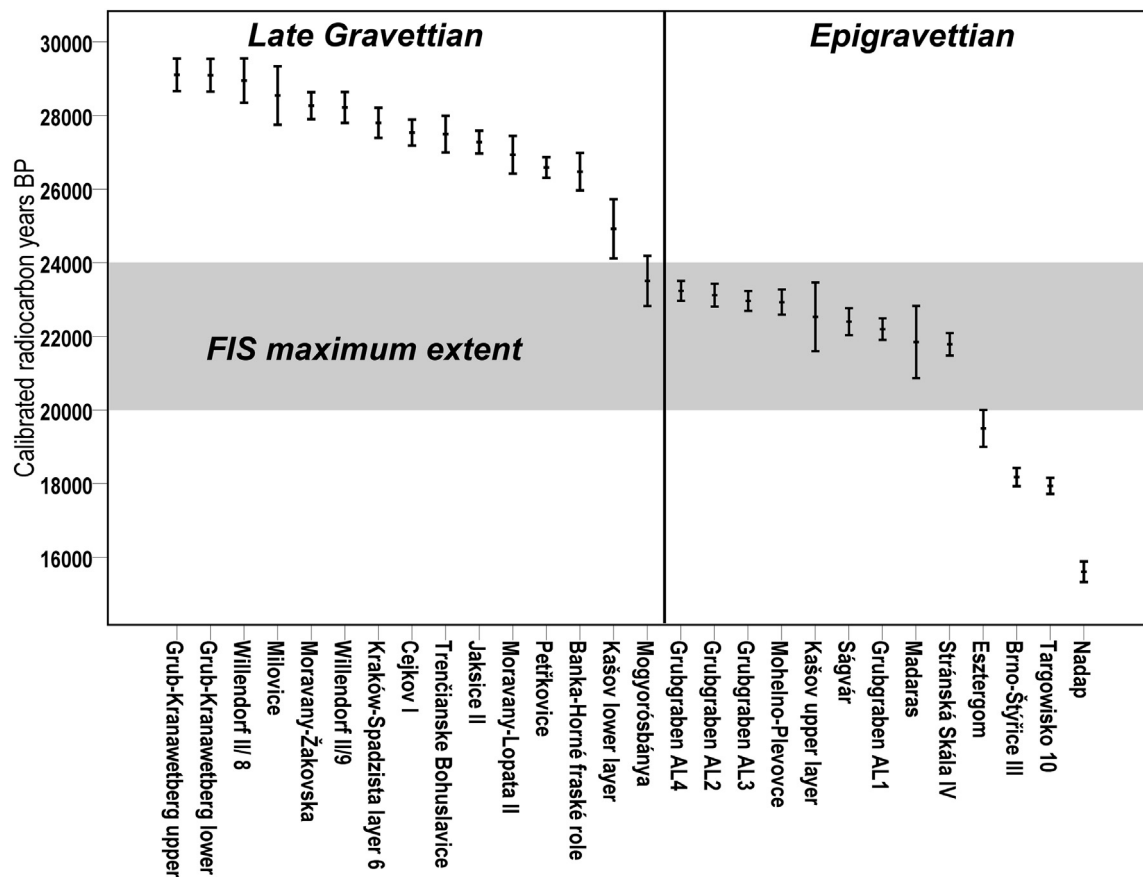 Late Gravettian
Epigravettian
Calibrated radiocarbon years BP
30000
28000
26000
24000
22000
20000
18000
16000
FIS maximum extent
Grub-Kranawetberg upper
Grub-Kranawetberg lower
Willendorf II/ 8
Milovice
Moravany-Žakovska
Willendorf II/9
Kraków-Spadzista layer 6
Cejkov I
Trenčianske Bohuslavice
Jaksice II
Moravany-Lopata II
Petřkovice
Banka-Horné fraské role
Kašov lower layer
Mogyorósbánya
Grubgraben AL4
Grubgraben AL2
Grubgraben AL3
Mohelno-Plevovce
Kašov upper layer
Ságvár
Grubgraben AL1
Madaras
Stránská Skála IV
Esztergom
Brno-Štýřice III
Targowisko 10
Nadap